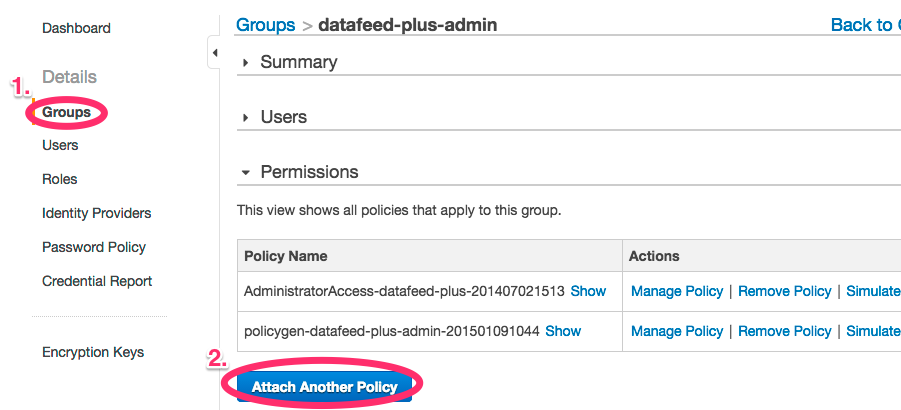 Dashboard
Details
1.
Groups
Users
Roles
Identity Providers
Password Policy
Credential Report
Encryption Keys
Groups > datafeed-plus-admin
Back to
Summary
Users
Permissions
This view shows all policies that apply to this group.
Policy Name Actions
AdministratorAccess-datafeed-plus-201407021513 Show Manage Policy | Remove Policy | Simulate
policygen-datafeed-plus-admin-201501091044 Show Manage Policy | Remove Policy | Simulate
2.
Attach Another Policy